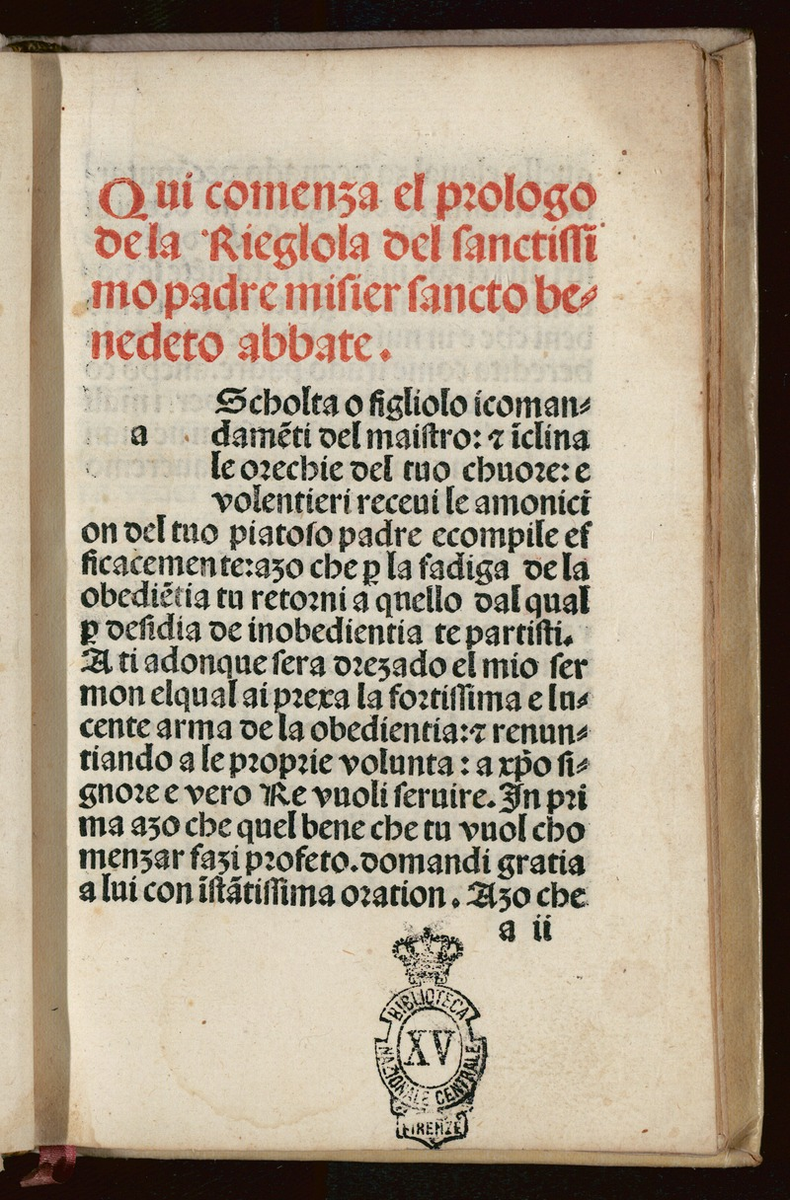 Qui comenza el prologo
de la Rieglola del sanctissi
mo padre misier sancto be⸗
nedeto abbate.
Scholta o figliolo icoman⸗
a damēti del maistro: ⁊ īclina
le orechie del tuo chuore: e
volentieri receui le amonici
on del tuo piatoso padre ecompile ef
ficacemente: azo che ꝑ la fadiga de la
obediētia tu retorni a quello dal qual
ꝑ desidia de inobedientia te partisti.
A ti adonque sera drezado el mio ser
mon elqual ai prexa la fortissima e lu⸗
cente arma de la obedientia: ⁊ renun⸗
tiando a le proprie volunta: a xp̄o si⸗
gnore e vero Re vuoli seruire. In pri
ma azo che quel bene che tu vuol cho
menzar fazi profeto. domandi gratia
a lui con īstātissima oration. Azo che
a ii
BIBLIOTECA
XV
NAZIONALE CENTRALE
FIRENZE